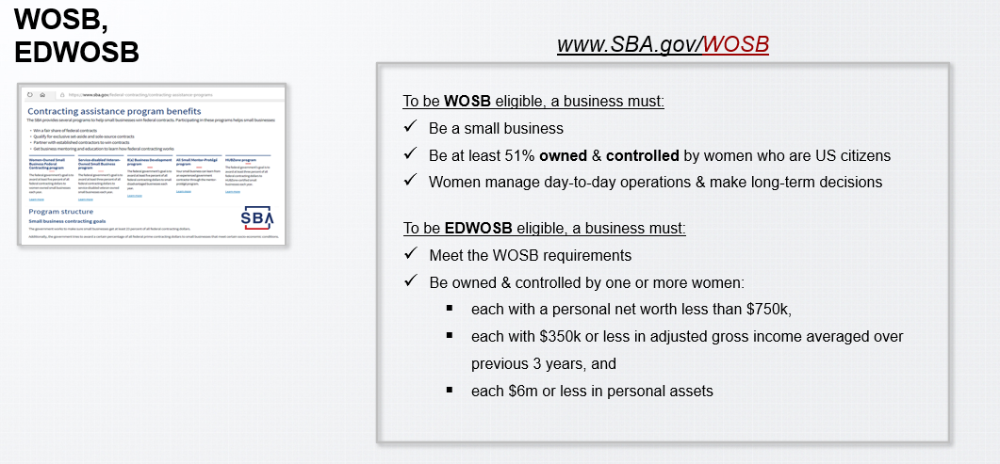 WOSB,
EDWOSB
www.SBA.gov/WOSB
https://www.sba.gov/federal-contracting/contracting-assistance-programs
Contracting assistance program benefits
The SBA provides several programs to help small businesses win federal contracts. Participating in these programs helps small businesses:
• Win a fair share of federal contracts
• Qualify for exclusive set-aside and sole-source contracts
• Partner with established contractors to win contracts
• Get business mentoring and education to learn how federal contracting works
Women-Owned Small
Business Federal
Contracting program
Service-disabled Veteran-
Owned Small Business
program
8(a) Business Development
program
All Small Mentor-Protégé
program
HUBZone program
Learn more
Learn more
Learn more
Learn more
Learn more
Program structure
Small business contracting goals
SBA
To be WOSB eligible, a business must:
✓ Be a small business
✓ Be at least 51% owned & controlled by women who are US citizens
✓ Women manage day-to-day operations & make long-term decisions
To be EDWOSB eligible, a business must:
✓ Meet the WOSB requirements
✓ Be owned & controlled by one or more women:
▪ each with a personal net worth less than $750k,
▪ each with $350k or less in adjusted gross income averaged over
previous 3 years, and
▪ each $6m or less in personal assets